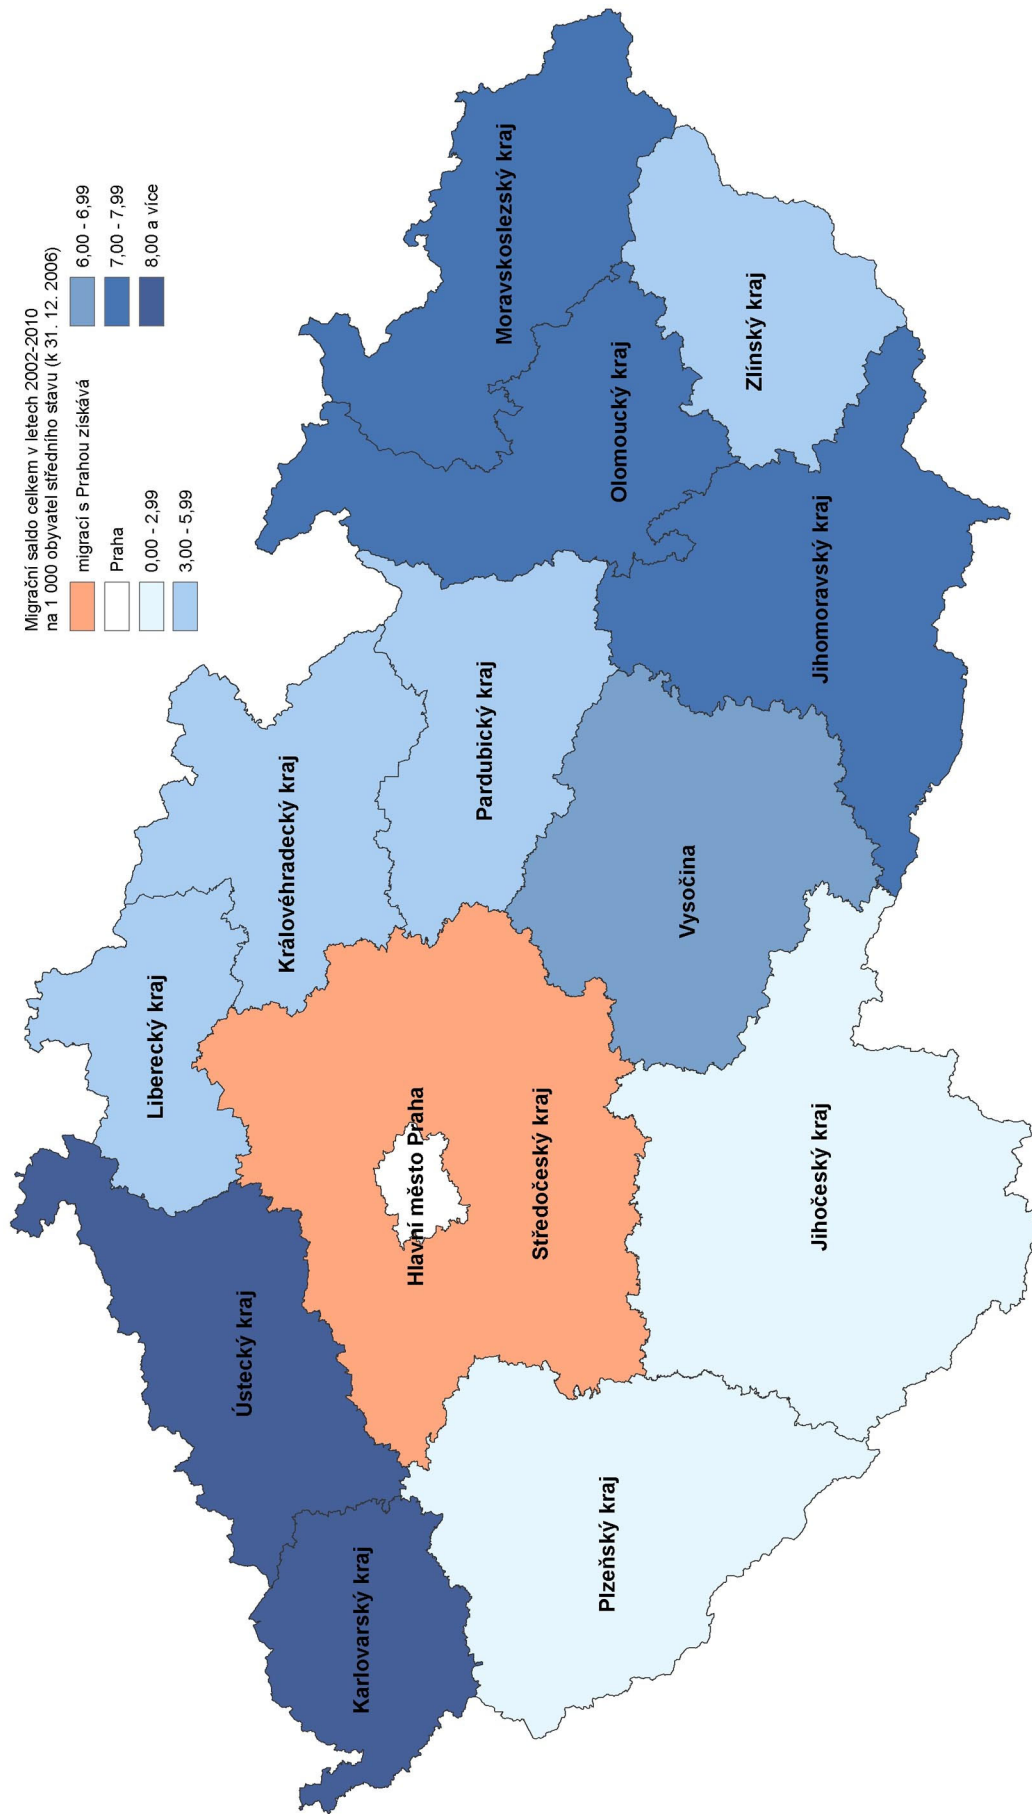 Migrační saldo celkem v letech 2002-2010
na 1 000 obyvatel středního stavu (k 31. 12. 2006)
migrací s Prahou získává
Praha
0,00 - 2,99
3,00 - 5,99
6,00 - 6,99
7,00 - 7,99
8,00 a více
Liberecký kraj
Ústecký kraj
Královéhradecký kraj
Karlovarský kraj
Hlavní město Praha
Pardubický kraj
Moravskoslezský kraj
Středočeský kraj
Plzeňský kraj
Olomoucký kraj
Vysočina
Zlínský kraj
Jihočeský kraj
Jihomoravský kraj